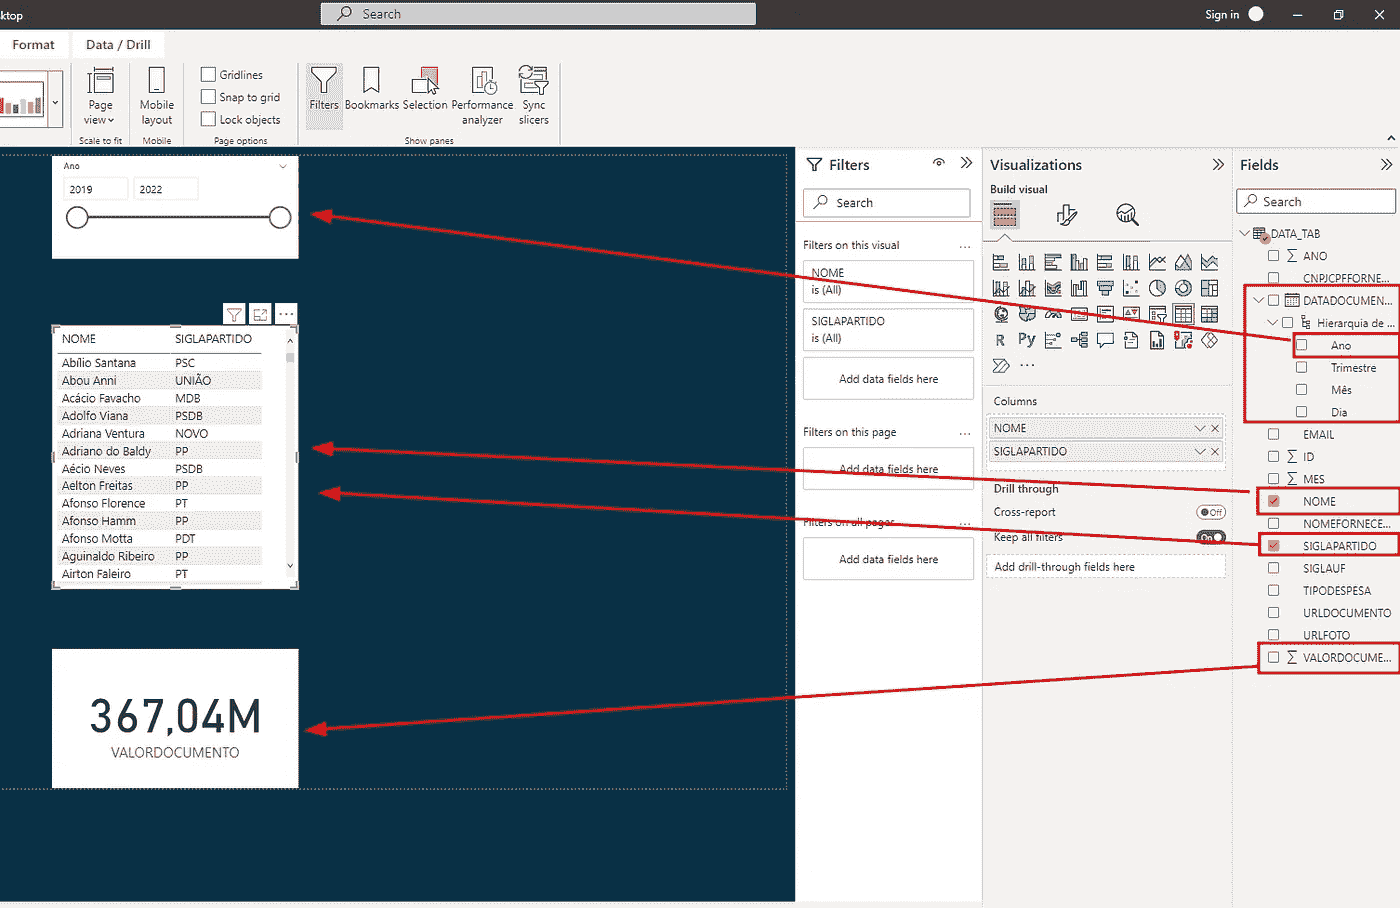 ktop
Search
Sign in
Format
Data / Drill
Page view
Scale to fit
Mobile layout
Mobile
Gridlines
Snap to grid
Lock objects
Page options
Filters
Bookmarks
Selection
Performance analyzer
Sync slicers
Show panes
Ano
2019
2022
NOME SIGLAPARTIDO
Abílio Santana PSC
Abou Anni UNIÃO
Acácio Favacho MDB
Adolfo Viana PSDB
Adriana Ventura NOVO
Adriano do Baldy PP
Aécio Neves PSDB
Aelton Freitas PP
Afonso Florence PT
Afonso Hamm PP
Afonso Motta PDT
Aguinaldo Ribeiro PP
Airton Faleiro PT
367,04M
VALORDOCUMENTO
Filters
Search
Filters on this visual ...
NOME
is (All)
SIGLAPARTIDO
is (All)
Add data fields here
Filters on this page ...
Add data fields here
Filters on all pages ...
Add data fields here
Visualizations
Build visual
R Py
...
Columns
NOME
SIGLAPARTIDO
Drill through
Cross-report Off
Keep all filters On
Add drill-through fields here
Fields
Search
DATA_TAB
∑ ANO
CNPJCPFFORNE...
DATADOCUMEN...
Hierarquia de ...
Ano
Trimestre
Mês
Dia
EMAIL
∑ ID
∑ MES
NOME
NOMEFORNECE...
SIGLAPARTIDO
SIGLAUF
TIPODESPESA
URLDOCUMENTO
URLFOTO
∑ VALORDOCUME...